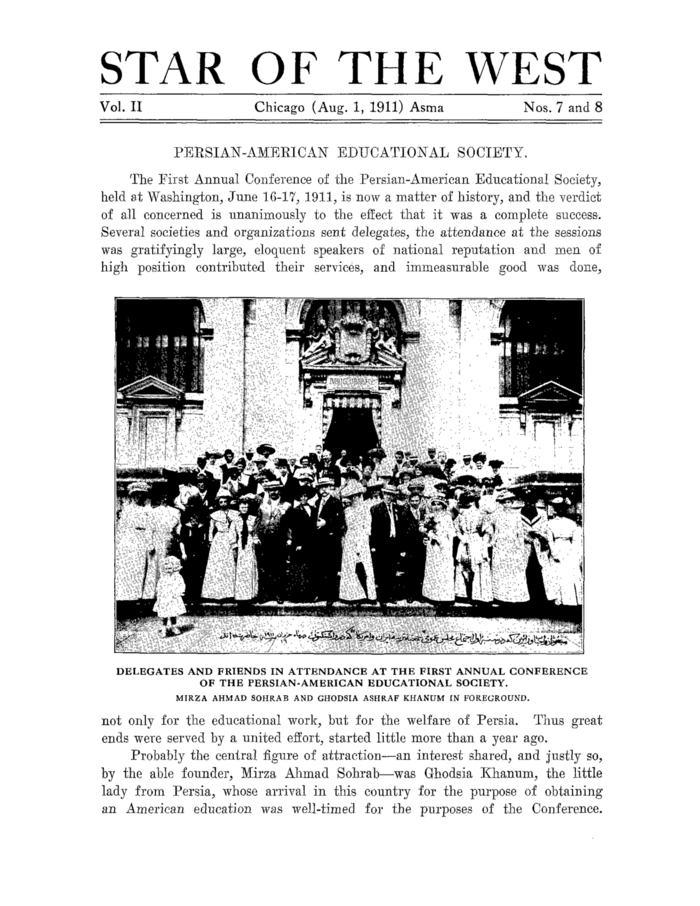 STAR OF THE WEST
Vol. II Chicago (Aug. 1, 1911) Asma Nos. 7 and 8
PERSIAN-AMERICAN EDUCATIONAL SOCIETY.
The First Annual Conference of the Persian-American Educational Society,
held at Washington, June 16-17, 1911, is now a matter of history, and the verdict
of all concerned is unanimously to the effect that it was a complete success.
Several societies and organizations sent delegates, the attendance at the sessions
was gratifyingly large, eloquent speakers of national reputation and men of
high position contributed their services, and immeasurable good was done,
DELEGATES AND FRIENDS IN ATTENDANCE AT THE FIRST ANNUAL CONFERENCE
OF THE PERSIAN-AMERICAN EDUCATIONAL SOCIETY.
MIRZA AHMAD SOHRAB AND GHODSIA ASHRAF KHANUM IN FOREGROUND.
not only for the educational work, but for the welfare of Persia. Thus great
ends were served by a united effort, started little more than a year ago.
Probably the central figure of attraction—an interest shared, and justly so,
by the able founder, Mirza Ahmad Sohrab—was Ghodsia Khanum, the little
lady from Persia, whose arrival in this country for the purpose of obtaining
an American education was well-timed for the purposes of the Conference.